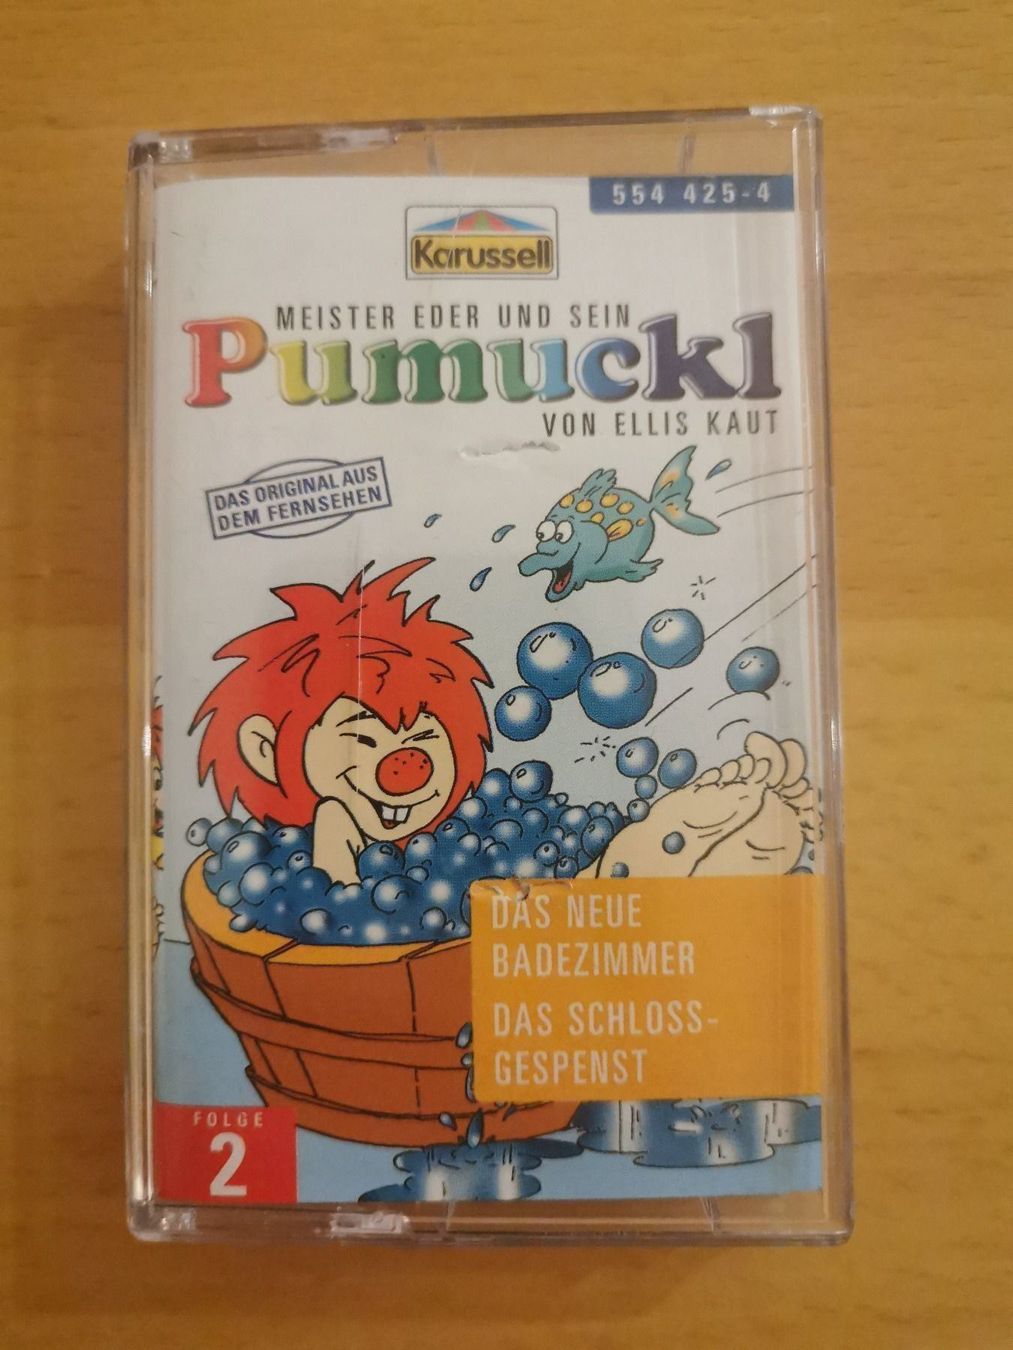 554 425-4
Karussell
MEISTER EDER UND SEIN
Pumuckl
VON ELLIS KAUT
DAS ORIGINAL AUS
DEM FERNSEHEN
DAS NEUE
BADEZIMMER
DAS SCHLOSS-
GESPENST
FOLGE
2